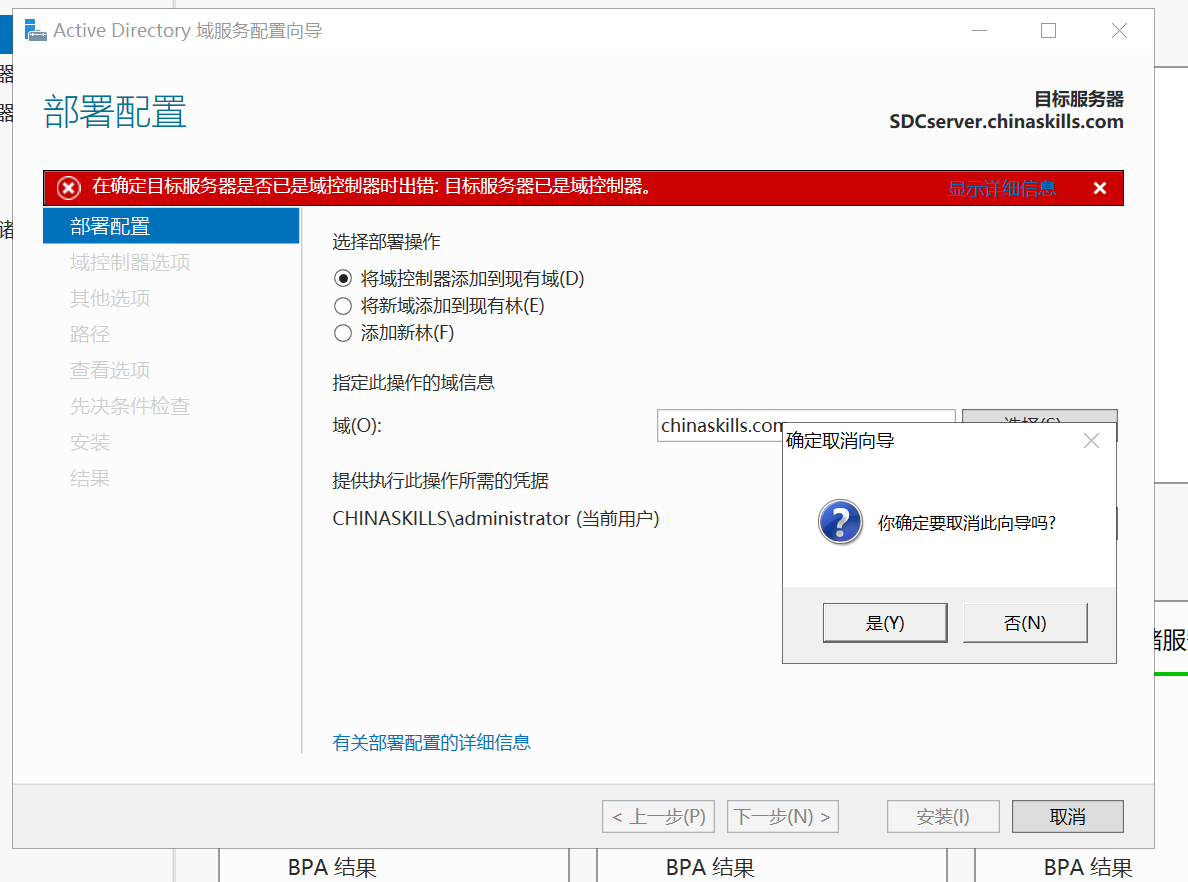 Active Directory 域服务配置向导
部署配置
目标服务器
SDCserver.chinaskills.com
在确定目标服务器是否已是域控制器时出错: 目标服务器已是域控制器。
显示详细信息
部署配置
域控制器选项
其他选项
路径
查看选项
先决条件检查
安装
结果
选择部署操作
将域控制器添加到现有域(D)
将新域添加到现有林(E)
添加新林(F)
指定此操作的域信息
域(O):
chinaskills.com
提供执行此操作所需的凭据
CHINASKILLS\administrator (当前用户)
确定取消向导
你确定要取消此向导吗?
是(Y)
否(N)
有关部署配置的详细信息
< 上一步(P)
下一步(N) >
安装(I)
取消
器
器
诸
服
BPA 结果
BPA 结果
BPA 结果